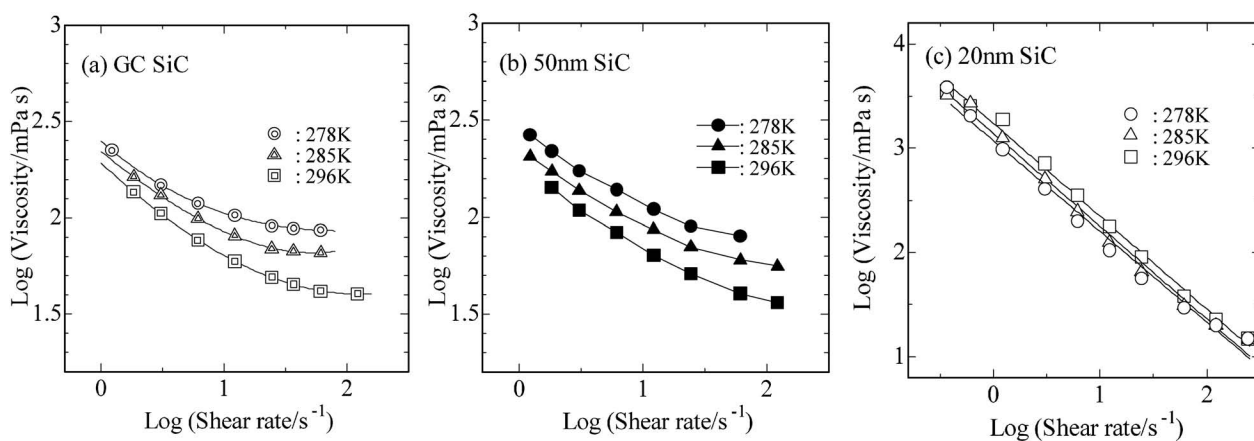 (a) GC SiC
3
2.5
2
1.5
◎ : 278K
: 285K
: 296K
0 1 2
Log (Viscosity/mPa s)
Log (Shear rate/s⁻¹)
(b) 50nm SiC
3
2.5
2
1.5
●: 278K
▲: 285K
■: 296K
0 1 2
Log (Viscosity/mPa s)
Log (Shear rate/s⁻¹)
(c) 20nm SiC
4
3
2
1
○ : 278K
△ : 285K
□ : 296K
0 1 2
Log (Viscosity/mPa s)
Log (Shear rate/s⁻¹)